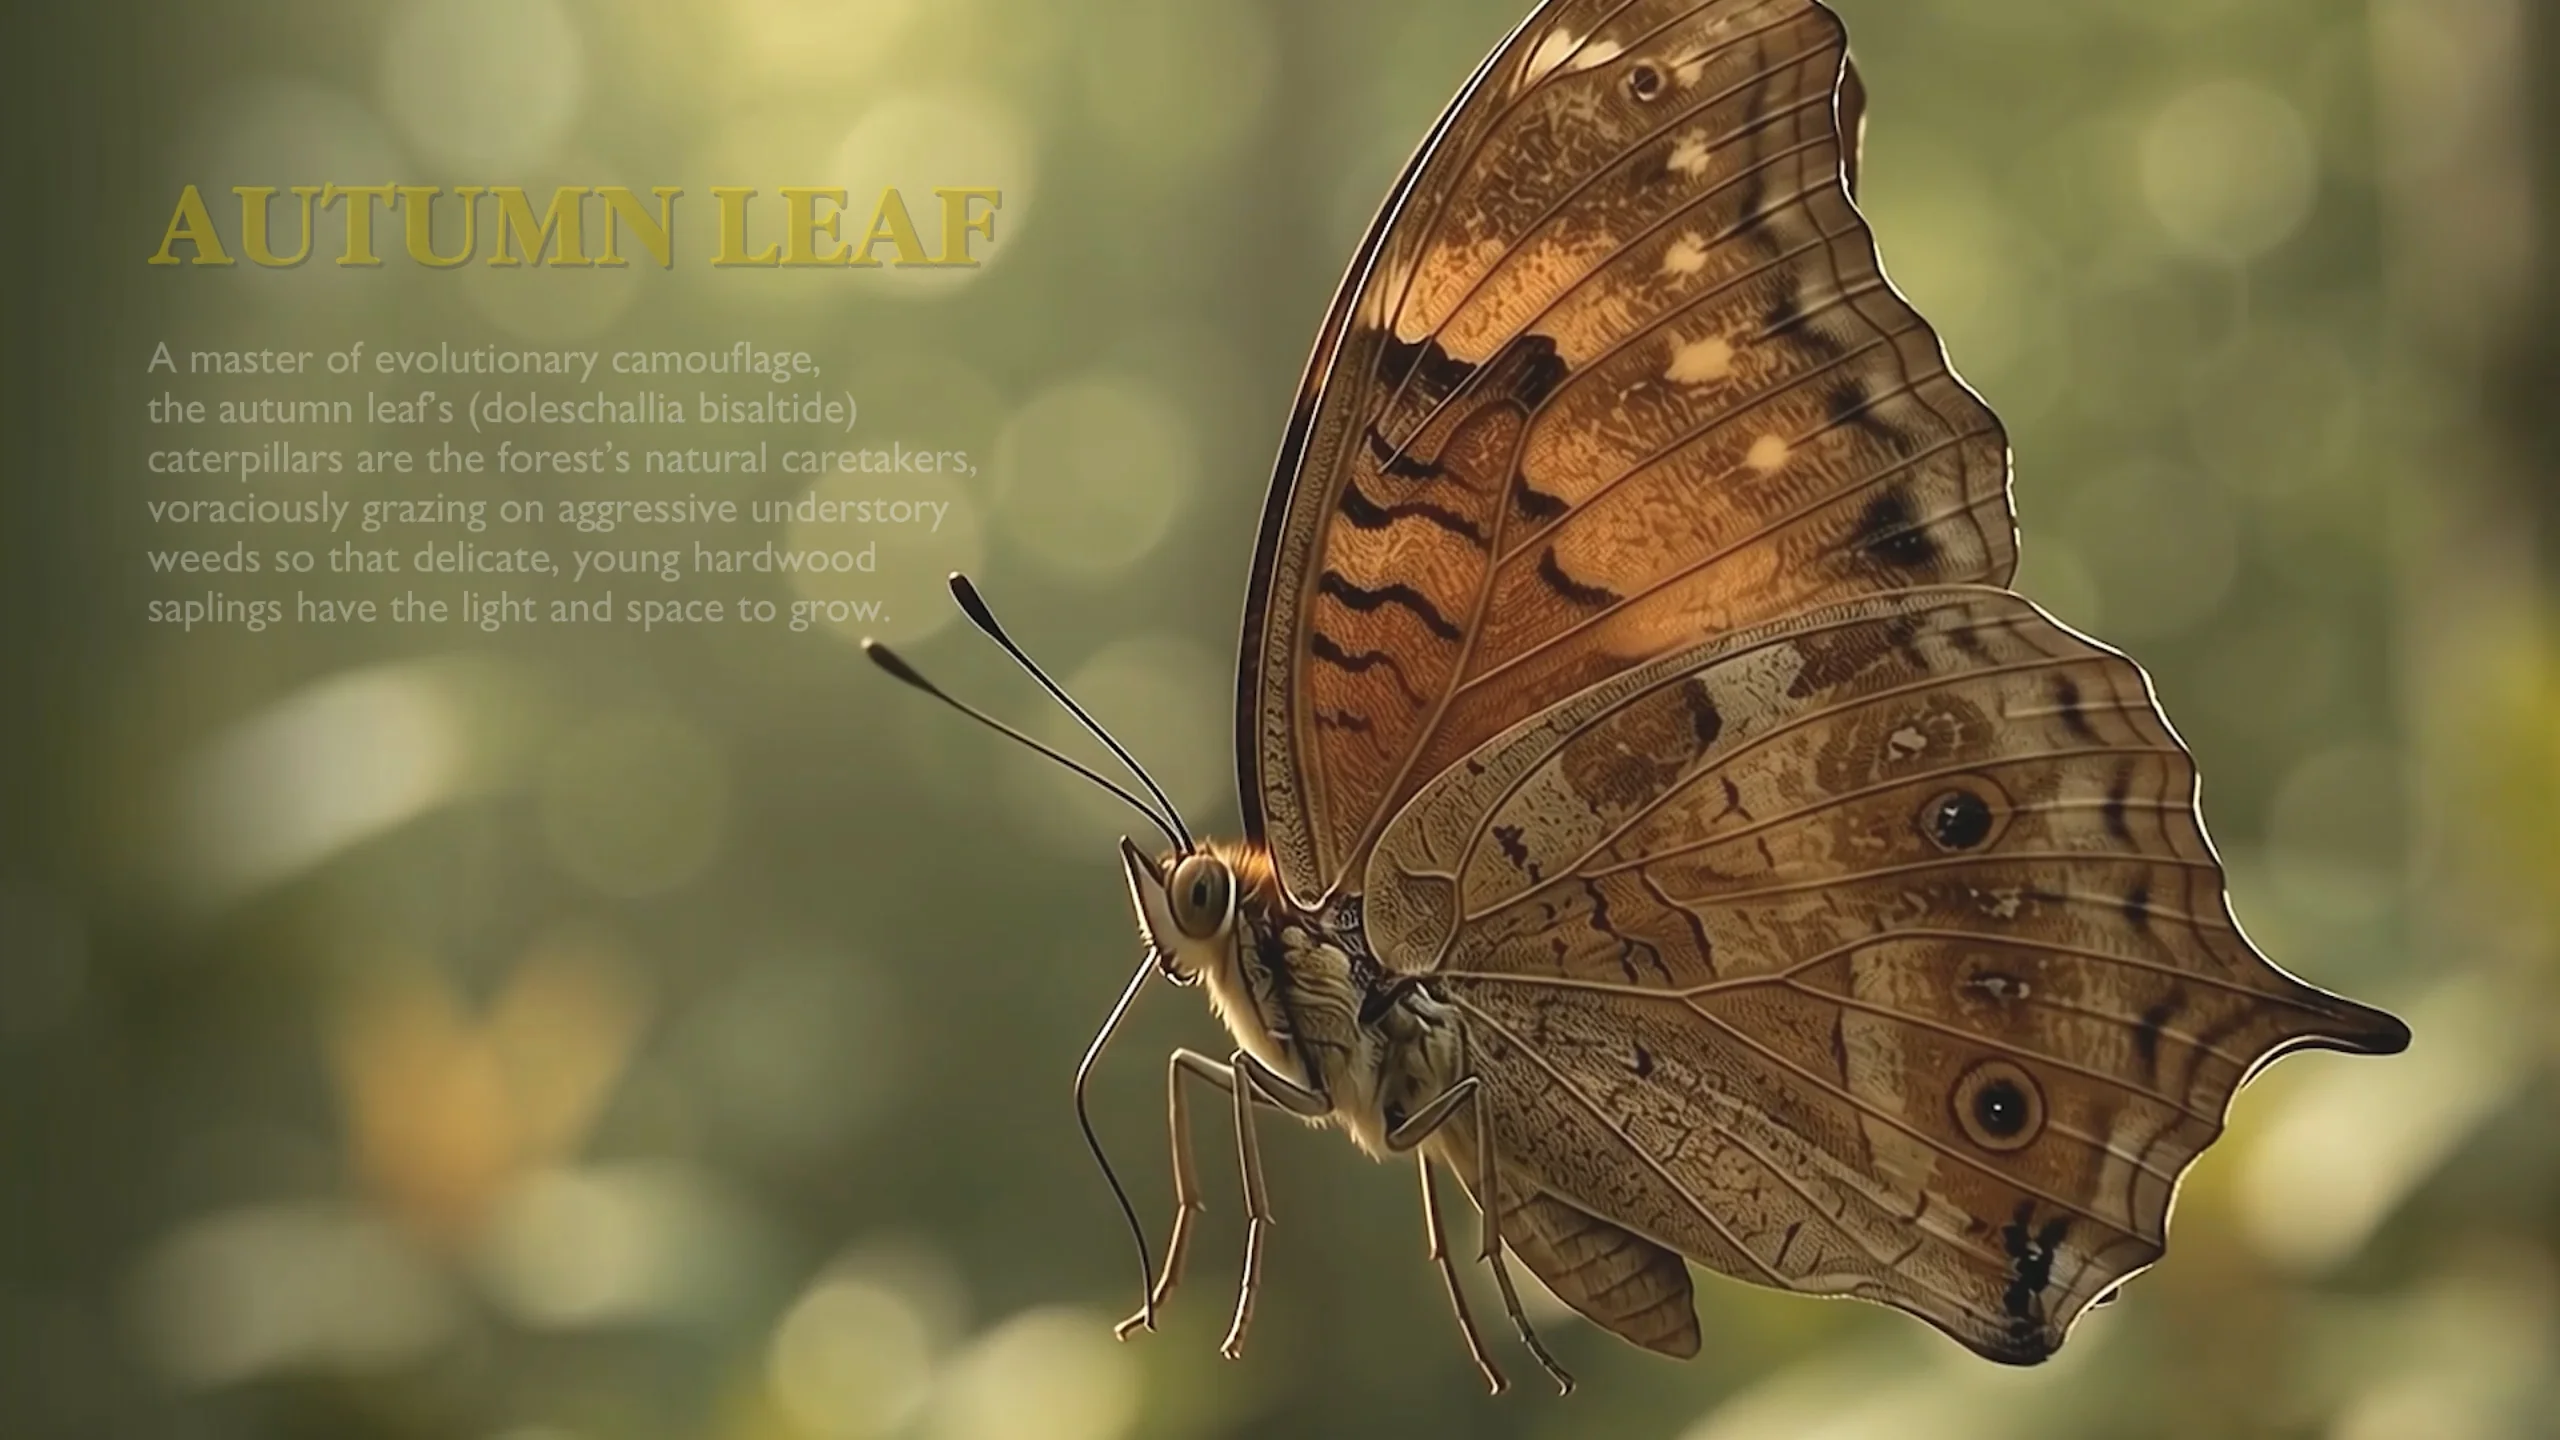 AUTUMN LEAF
A master of evolutionary camouflage,
the autumn leaf’s (doleschallia bisaltide)
caterpillars are the forest’s natural caretakers,
voraciously grazing on aggressive understory
weeds so that delicate, young hardwood
saplings have the light and space to grow.